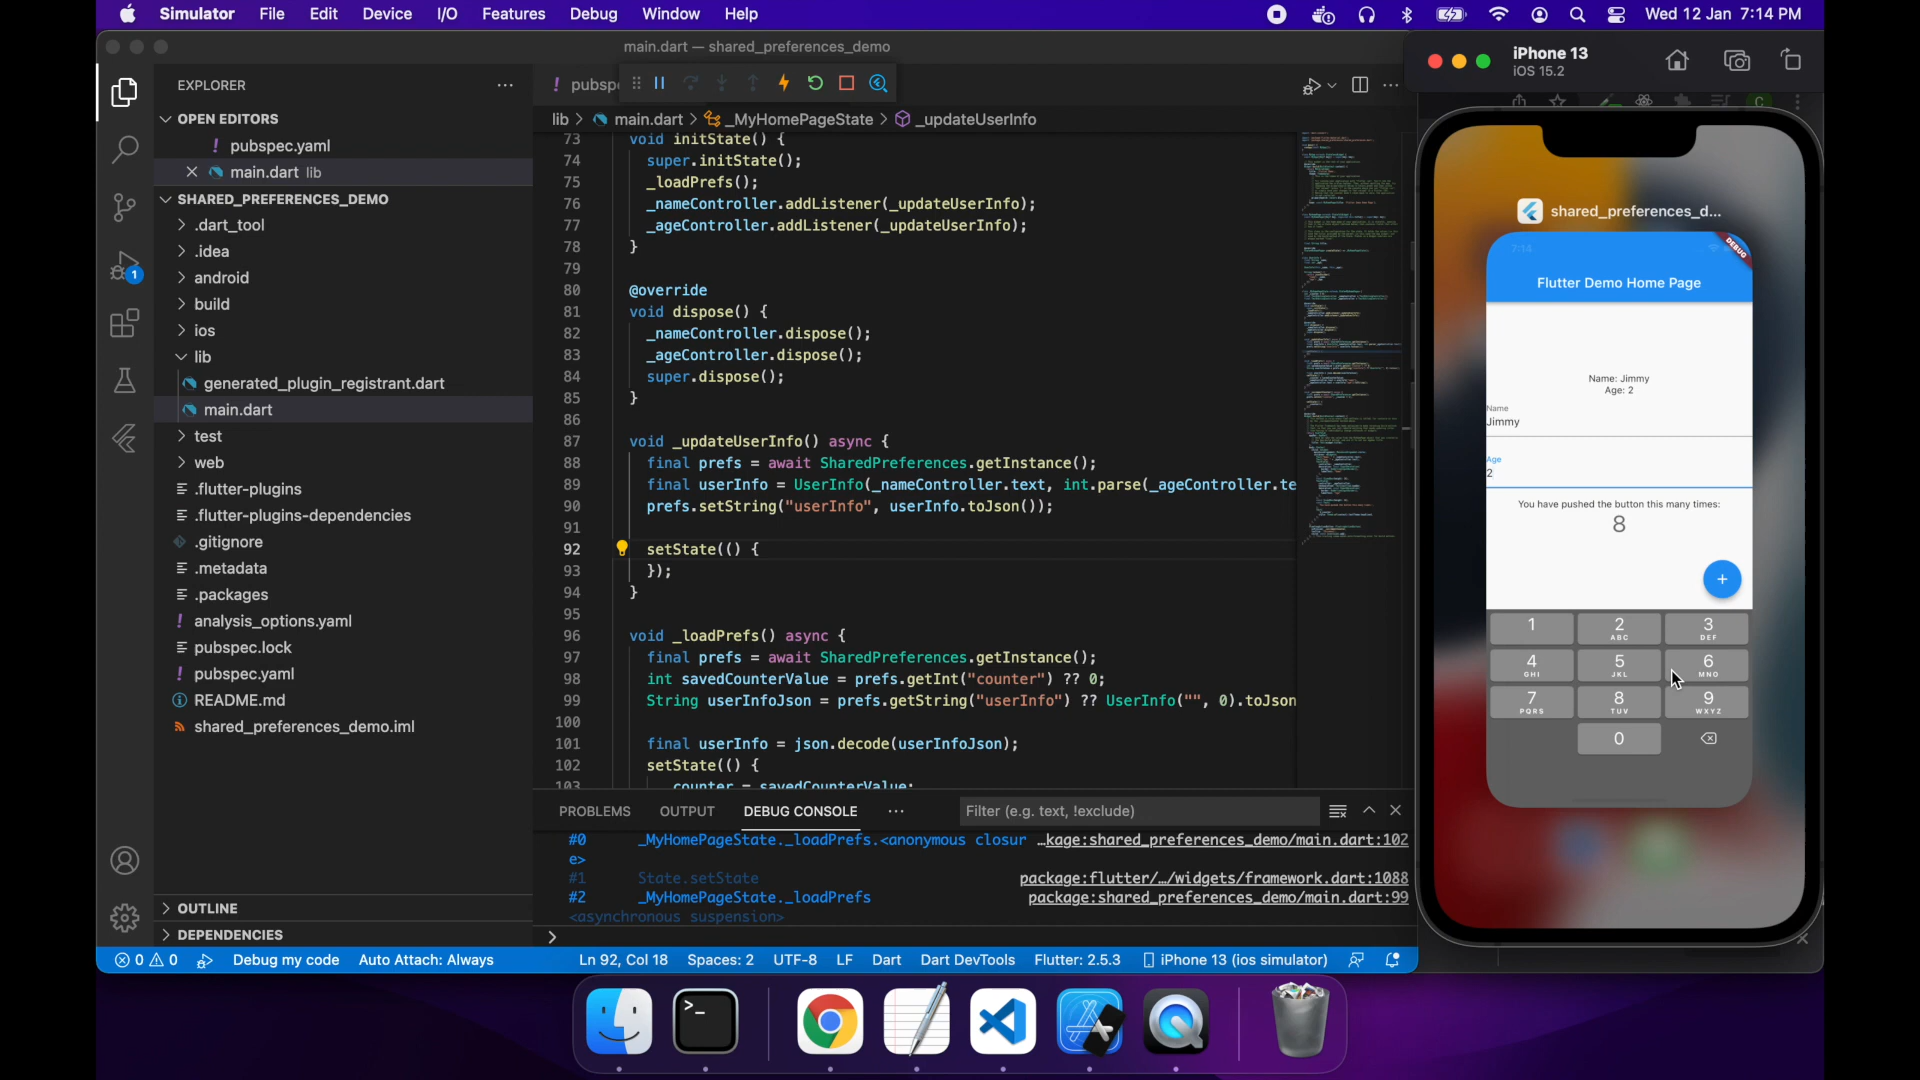 Simulator File Edit Device I/O Features Debug Window Help
Wed 12 Jan 7:14 PM
main.dart — shared_preferences_demo
EXPLORER
OPEN EDITORS
! pubspec.yaml
main.dart lib
SHARED_PREFERENCES_DEMO
.dart_tool
.idea
android
build
ios
lib
generated_plugin_registrant.dart
main.dart
test
web
.flutter-plugins
.flutter-plugins-dependencies
.gitignore
.metadata
.packages
! analysis_options.yaml
pubspec.lock
! pubspec.yaml
README.md
shared_preferences_demo.iml
OUTLINE
DEPENDENCIES
1
! pubspe
lib > main.dart > _MyHomePageState > _updateUserInfo
73 void initState() {
74 super.initState();
75 _loadPrefs();
76 _nameController.addListener(_updateUserInfo);
77 _ageController.addListener(_updateUserInfo);
78 }
79
80 @override
81 void dispose() {
82 _nameController.dispose();
83 _ageController.dispose();
84 super.dispose();
85 }
86
87 void _updateUserInfo() async {
88 final prefs = await SharedPreferences.getInstance();
89 final userInfo = UserInfo(_nameController.text, int.parse(_ageController.te
90 prefs.setString("userInfo", userInfo.toJson());
91
92 setState(() {
93 });
94 }
95
96 void _loadPrefs() async {
97 final prefs = await SharedPreferences.getInstance();
98 int savedCounterValue = prefs.getInt("counter") ?? 0;
99 String userInfoJson = prefs.getString("userInfo") ?? UserInfo("", 0).toJson
100
101 final userInfo = json.decode(userInfoJson);
102 setState(() {
103 counter = savedCounterValue;
PROBLEMS OUTPUT DEBUG CONSOLE ···
Filter (e.g. text, !exclude)
#0 _MyHomePageState._loadPrefs.<anonymous closur …kage:shared_preferences_demo/main.dart:102
e>
#1 State.setState package:flutter/…/widgets/framework.dart:1088
#2 _MyHomePageState._loadPrefs package:shared_preferences_demo/main.dart:99
<asynchronous suspension>
>
0 0 Debug my code Auto Attach: Always Ln 92, Col 18 Spaces: 2 UTF-8 LF Dart Dart DevTools Flutter: 2.5.3 iPhone 13 (ios simulator)
iPhone 13
iOS 15.2
shared_preferences_d...
7:14
DEBUG
Flutter Demo Home Page
Name: Jimmy
Age: 2
Name
Jimmy
Age
2
You have pushed the button this many times:
8
+
1 2 3
ABC DEF
4 5 6
GHI JKL MNO
7 8 9
PQRS TUV WXYZ
0